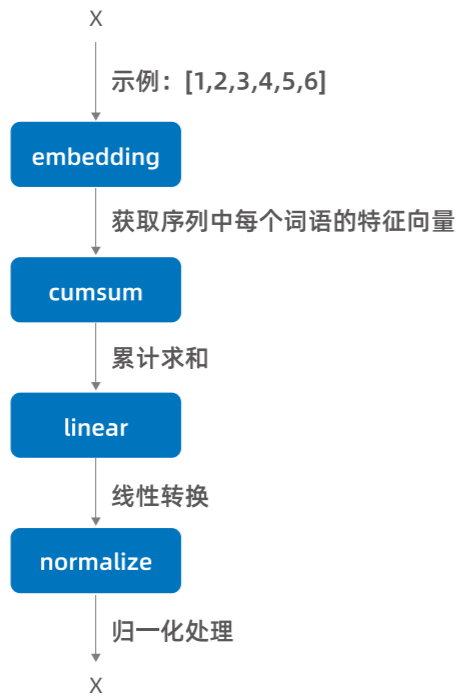 X
示例：[1,2,3,4,5,6]
embedding
获取序列中每个词语的特征向量
cumsum
累计求和
linear
线性转换
normalize
归一化处理
X